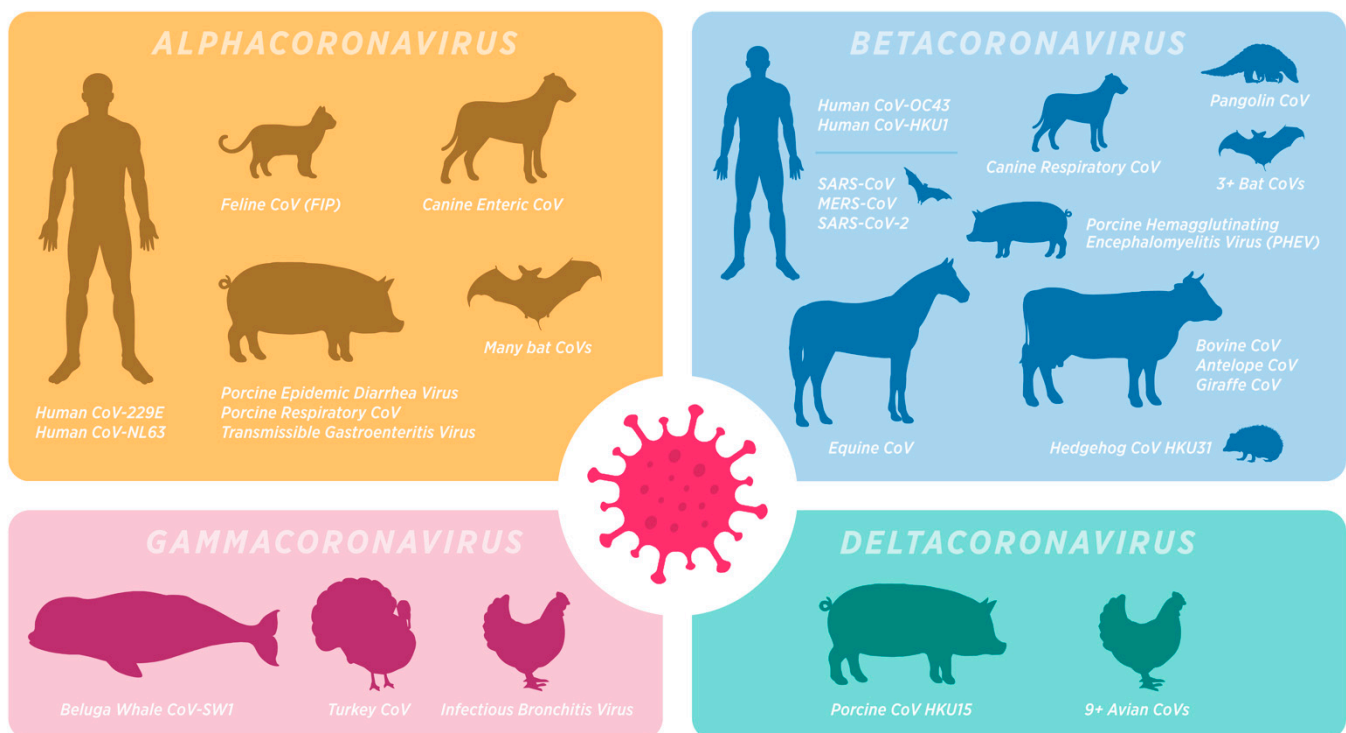 ALPHACORONAVIRUS
Feline CoV (FIP)
Canine Enteric CoV
Many bat CoVs
Human CoV-229E
Human CoV-NL63
Porcine Epidemic Diarrhea Virus
Porcine Respiratory CoV
Transmissible Gastroenteritis Virus
BETACORONAVIRUS
Human CoV-OC43
Human CoV-HKU1
SARS-CoV
MERS-CoV
SARS-CoV-2
Canine Respiratory CoV
Pangolin CoV
3+ Bat CoVs
Porcine Hemagglutinating
Encephalomyelitis Virus (PHEV)
Equine CoV
Bovine CoV
Antelope CoV
Giraffe CoV
Hedgehog CoV HKU31
GAMMACORONAVIRUS
Beluga Whale CoV-SW1
Turkey CoV
Infectious Bronchitis Virus
DELTACORONAVIRUS
Porcine CoV HKU15
9+ Avian CoVs